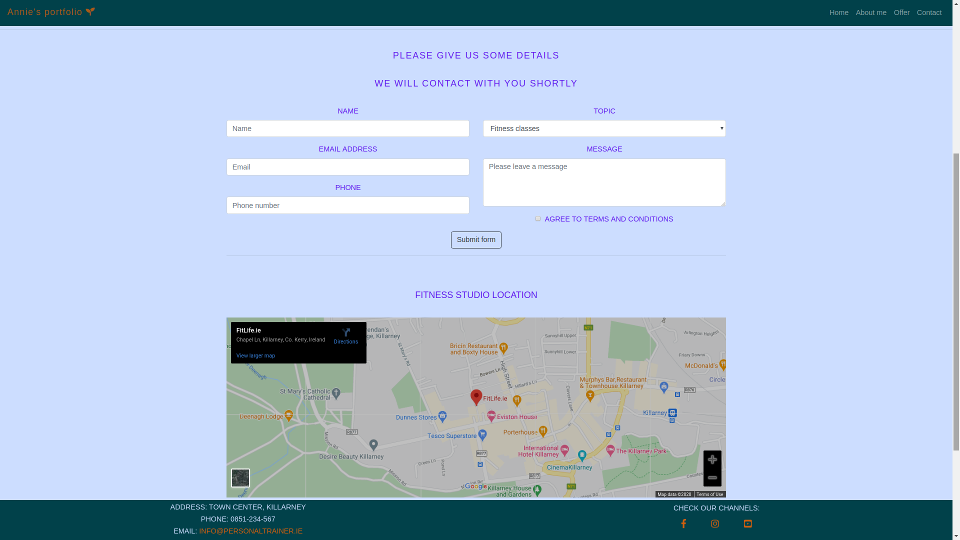 Annie's portfolio
Home About me Offer Contact
PLEASE GIVE US SOME DETAILS
WE WILL CONTACT WITH YOU SHORTLY
NAME
Name
EMAIL ADDRESS
Email
PHONE
Phone number
TOPIC
Fitness classes
MESSAGE
Please leave a message
AGREE TO TERMS AND CONDITIONS
Submit form
FITNESS STUDIO LOCATION
FitLife.ie
Chapel Ln, Killarney, Co. Kerry, Ireland
Directions
View larger map
Bricín Restaurant
and Boxty House
High Street
St Mary's Catholic
Cathedral
Deenagh Lodge
Dunnes Stores
FitLife.ie
Eviston House
Tesco Superstore
Porterhouse
Desire Beauty Killarney
International
Hotel Killarney
CinemaKillarney
Murphys Bar,Restaurant
& Townhouse Killarney
McDonald's
Killarney
The Killarney Park
Killarney House
and Gardens
Google
Map data ©2020 Terms of Use
ADDRESS: TOWN CENTER, KILLARNEY
PHONE: 0851-234-567
EMAIL: INFO@PERSONALTRAINER.IE
CHECK OUR CHANNELS: